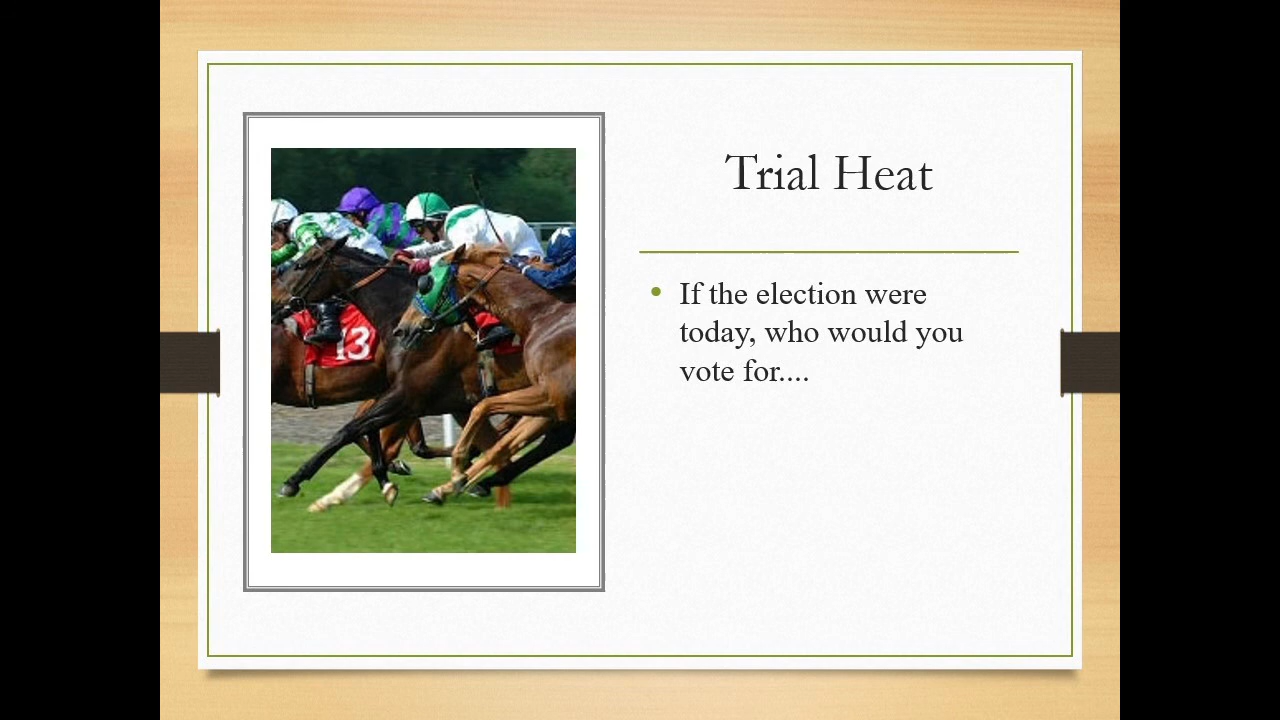 Trial Heat
If the election were
today, who would you
vote for....
13